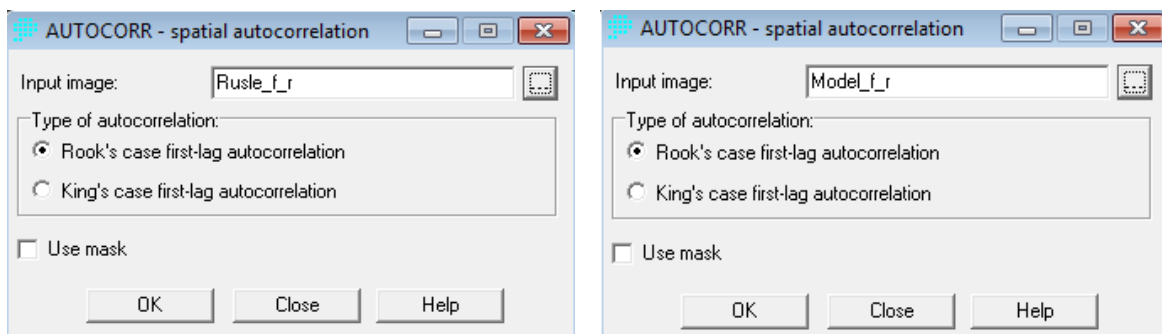 AUTOCORR - spatial autocorrelation
Input image: Rusle_f_r ...
Type of autocorrelation:
Rook's case first-lag autocorrelation
King's case first-lag autocorrelation
Use mask
OK Close Help
AUTOCORR - spatial autocorrelation
Input image: Model_f_r ...
Type of autocorrelation:
Rook's case first-lag autocorrelation
King's case first-lag autocorrelation
Use mask
OK Close Help